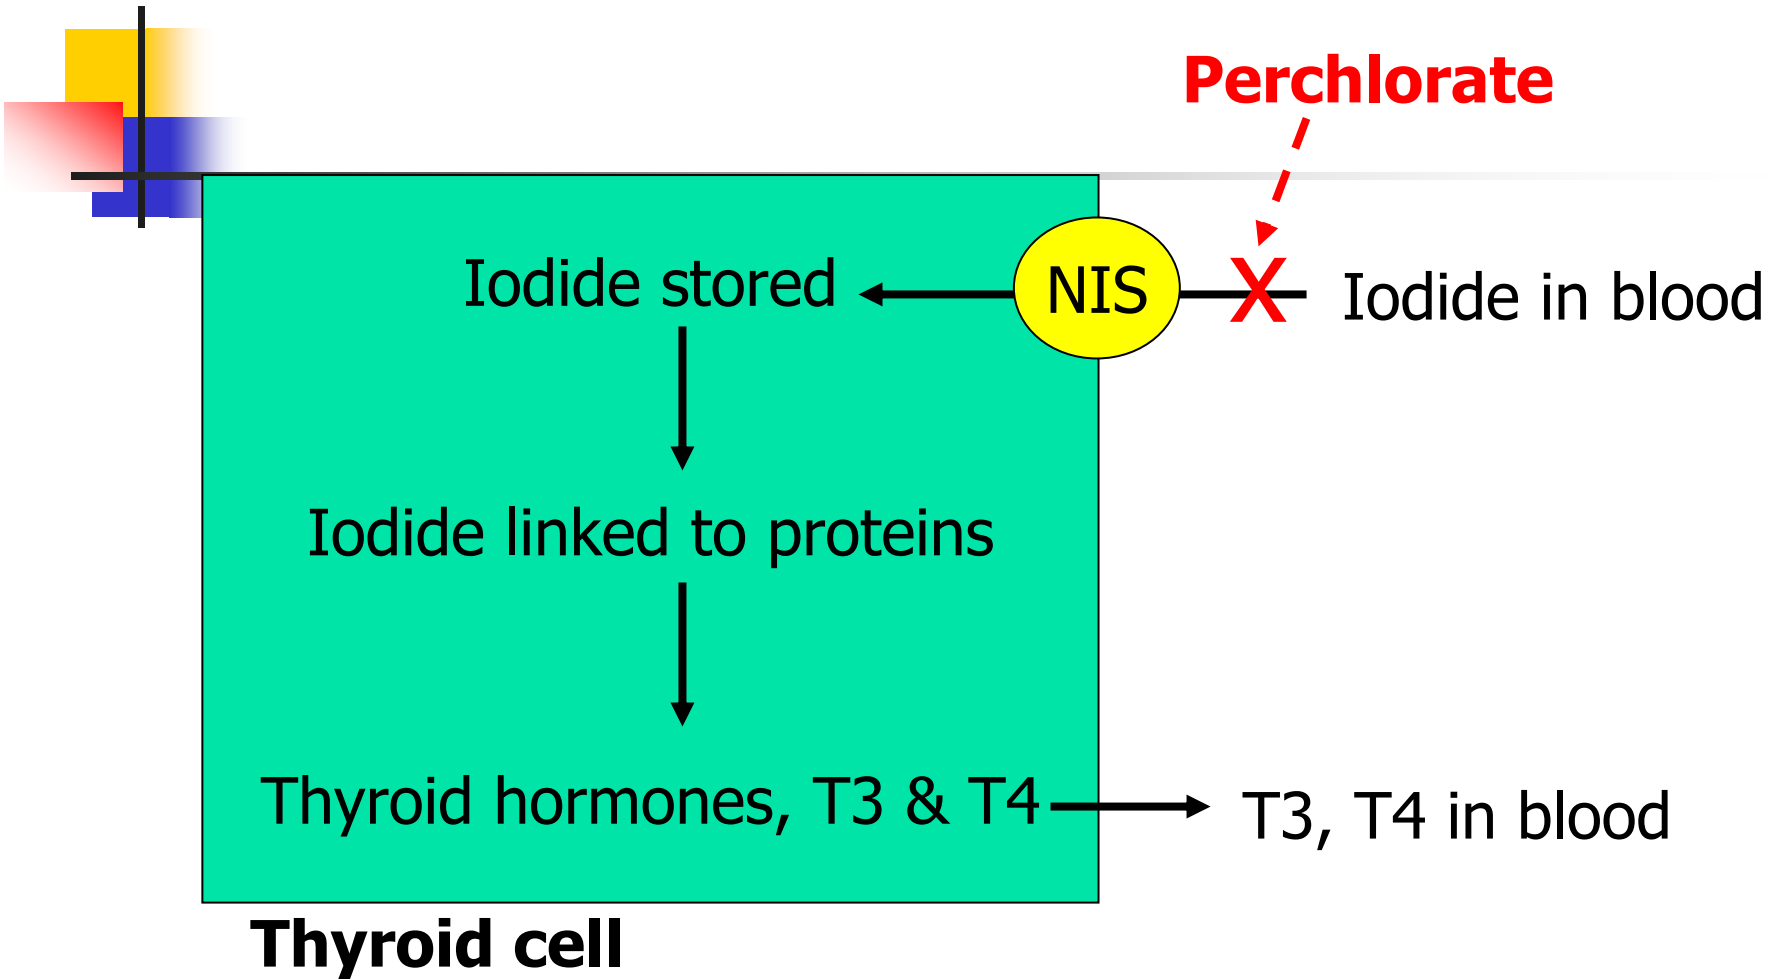 Perchlorate
Iodide stored
NIS
X
Iodide in blood
Iodide linked to proteins
Thyroid hormones, T3 & T4
T3, T4 in blood
Thyroid cell